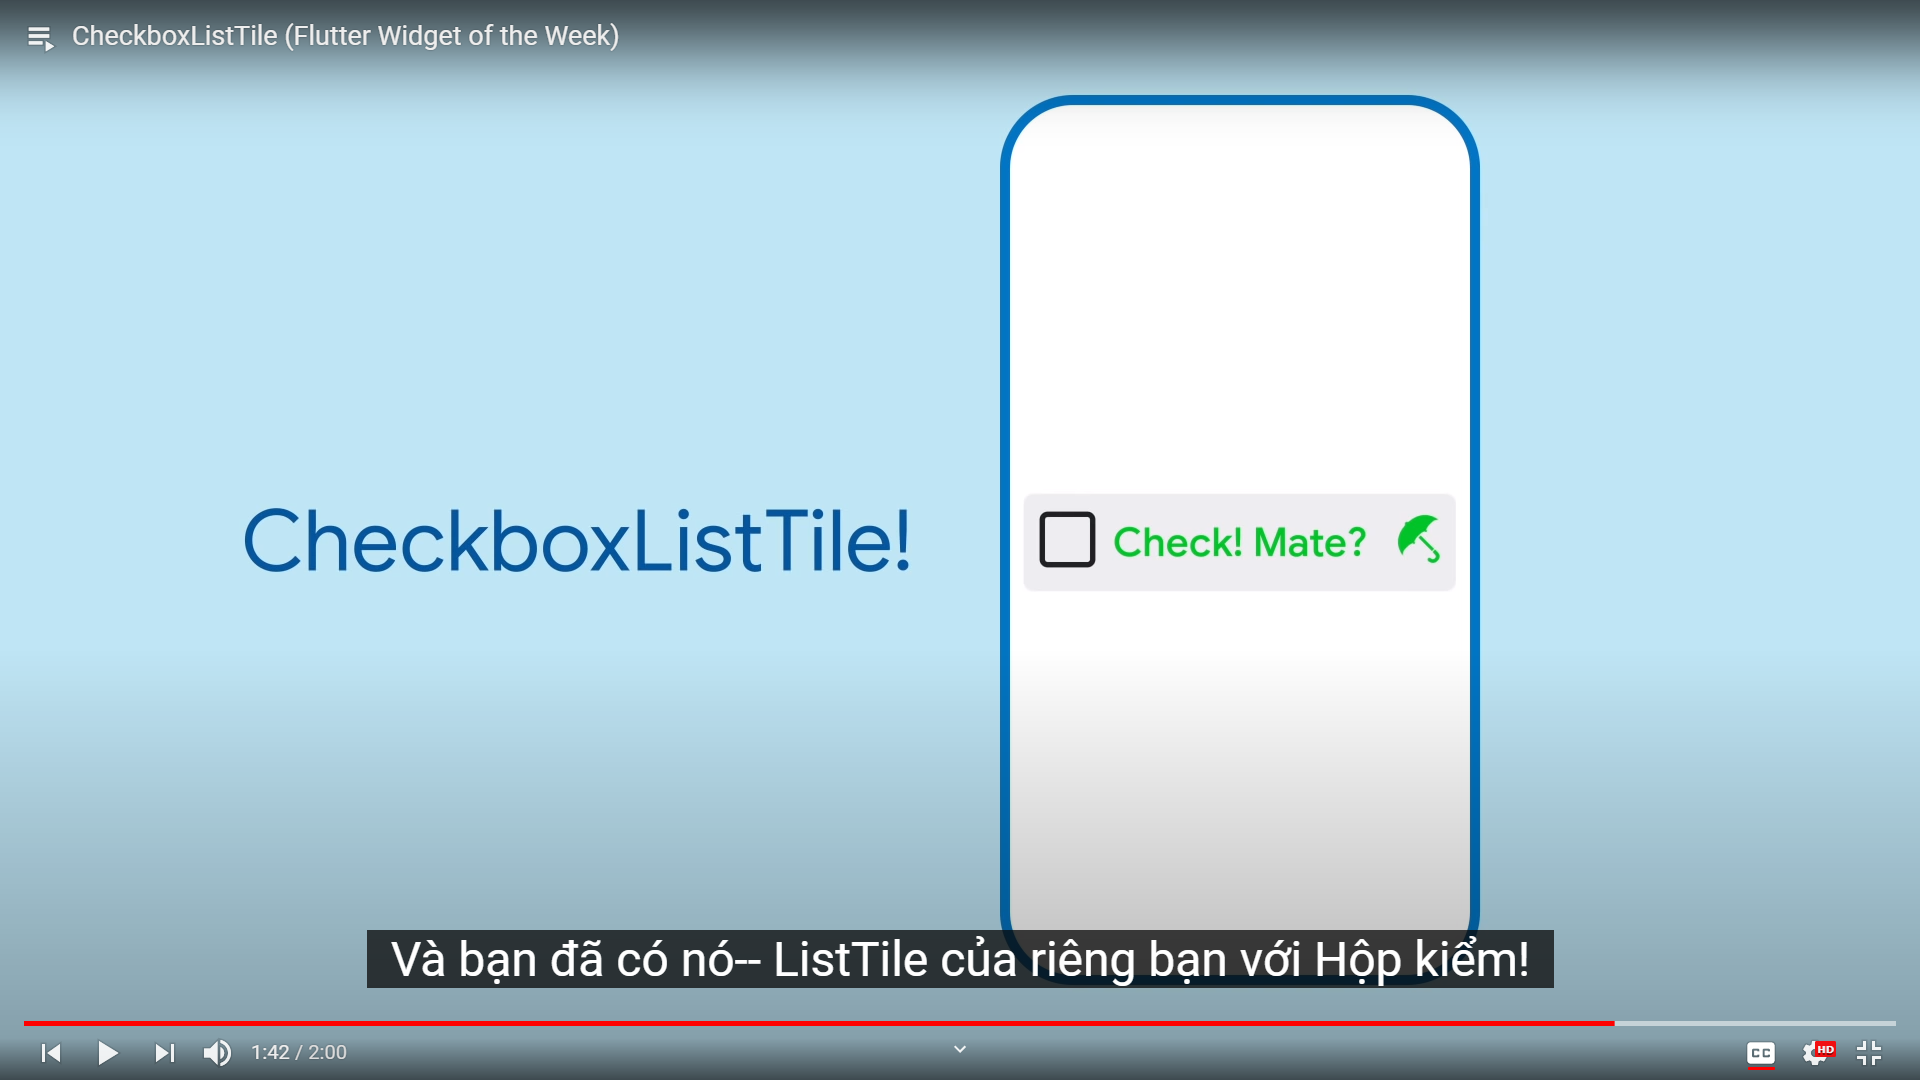 CheckboxListTile (Flutter Widget of the Week)
CheckboxListTile!
Check! Mate?
Và bạn đã có nó-- ListTile của riêng bạn với Hộp kiểm!
1:42 / 2:00
CC
HD